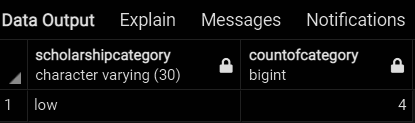 Data Output Explain Messages Notifications
scholarshipcategory countofcategory
character varying (30) bigint
1 low 4